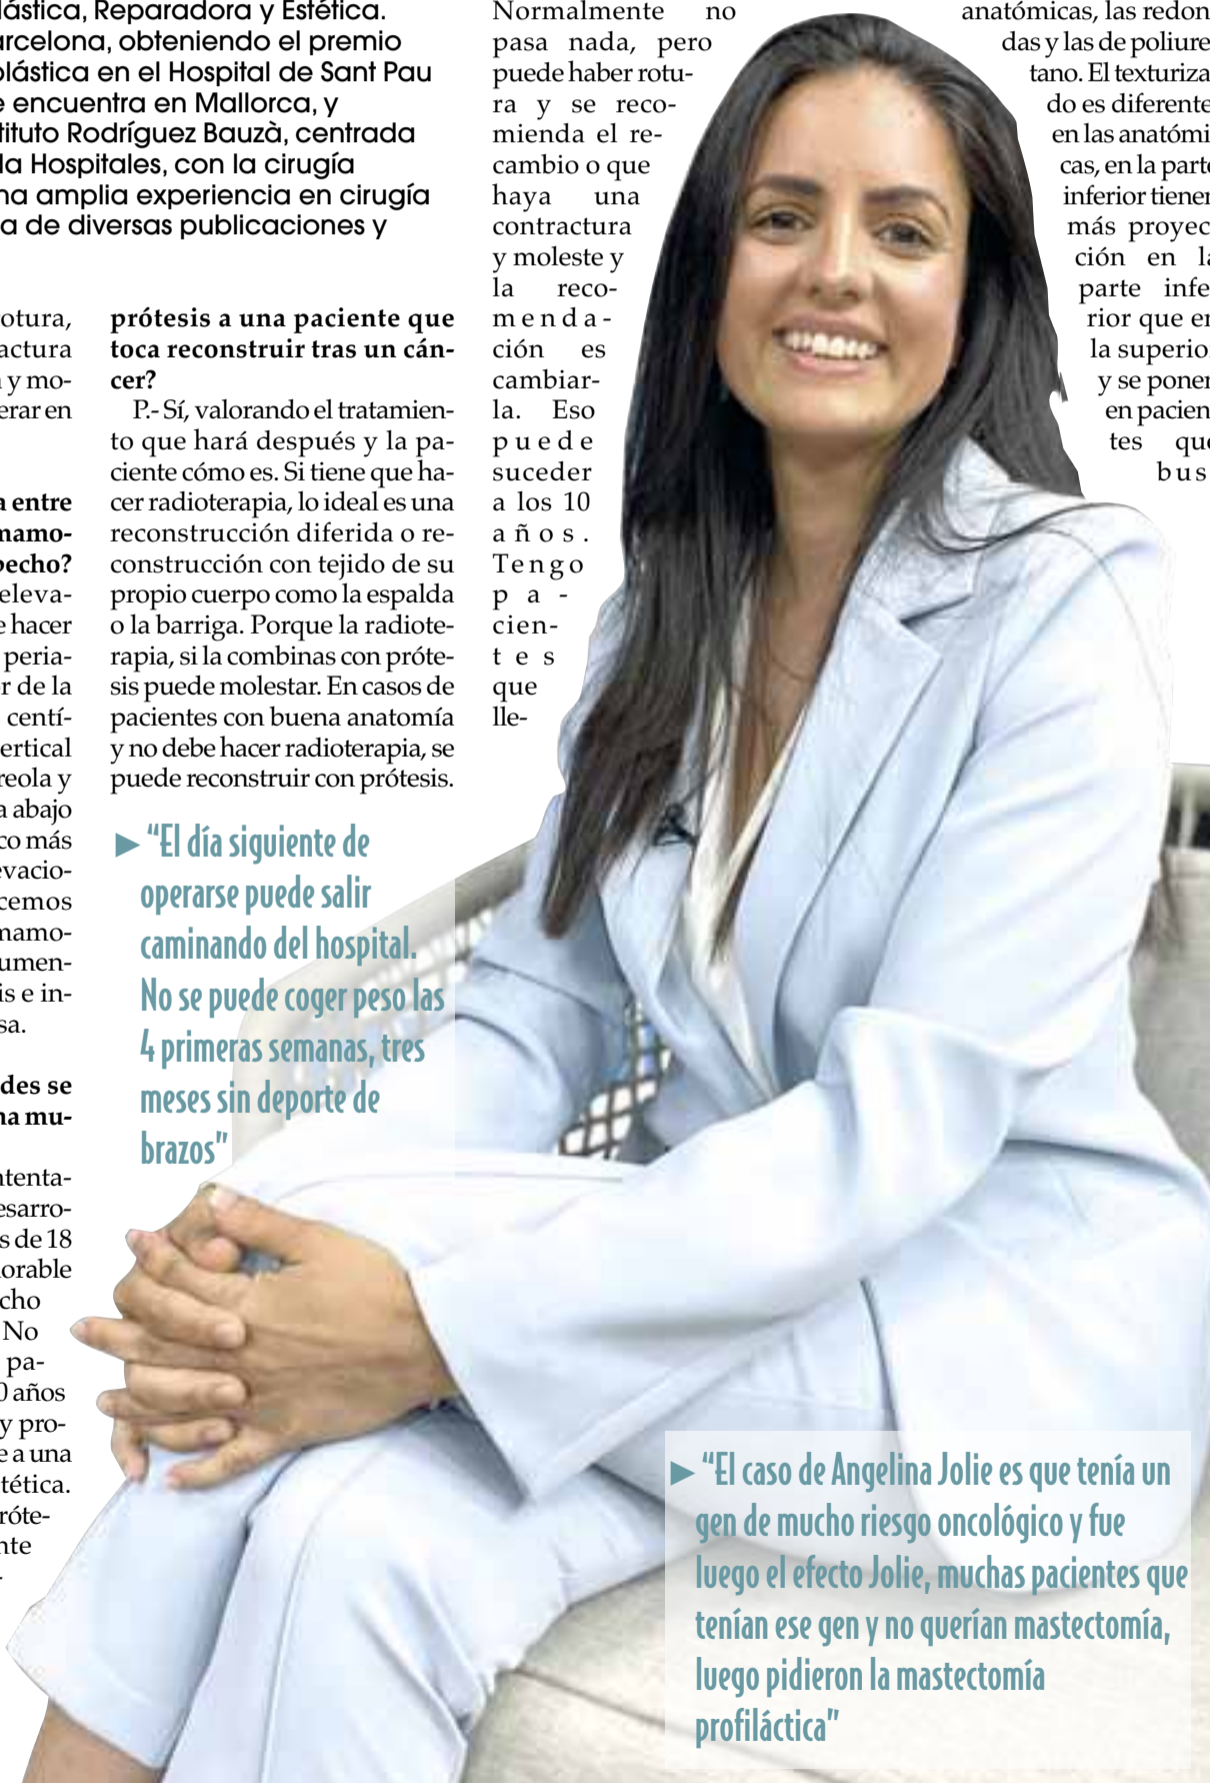 lástica, Reparadora y Estética.
arcelona, obteniendo el premio
plástica en el Hospital de Sant Pau
e encuentra en Mallorca, y
tituto Rodríguez Bauzà, centrada
da Hospitales, con la cirugía
na amplia experiencia en cirugía
a de diversas publicaciones y
otura,
actura
y mo-
erar en
a entre
mamo-
pecho?
eleva-
e hacer
peria-
r de la
centí-
vertical
reola y
a abajo
co más
evacio-
cemos
mamo-
umen-
is e in-
sa.
des se
na mu-
ntenta-
esarro-
s de 18
orable
cho
No
pa-
0 años
y pro-
e a una
tética.
róte-
nte
prótesis a una paciente que
toca reconstruir tras un cán-
cer?
P.- Sí, valorando el tratamien-
to que hará después y la pa-
ciente cómo es. Si tiene que ha-
cer radioterapia, lo ideal es una
reconstrucción diferida o re-
construcción con tejido de su
propio cuerpo como la espalda
o la barriga. Porque la radiote-
rapia, si la combinas con próte-
sis puede molestar. En casos de
pacientes con buena anatomía
y no debe hacer radioterapia, se
puede reconstruir con prótesis.
►“El día siguiente de
operarse puede salir
caminando del hospital.
No se puede coger peso las
4 primeras semanas, tres
meses sin deporte de
brazos”
Normalmente no
pasa nada, pero
puede haber rotu-
ra y se reco-
mienda el re-
cambio o que
haya una
contractura
y moleste y
la reco-
menda-
ción es
cambiar-
la. Eso
puede
suceder
a los 10
años.
Tengo
pa-
cien-
tes
que
lle-
anatómicas, las redon
das y las de poliure
tano. El texturiza
do es diferente
en las anatómi
cas, en la parte
inferior tienen
más proyec
ción en la
parte infe
rior que en
la superior
y se ponen
en pacien
tes que
bus
►“El caso de Angelina Jolie es que tenía un
gen de mucho riesgo oncológico y fue
luego el efecto Jolie, muchas pacientes que
tenían ese gen y no querían mastectomía,
luego pidieron la mastectomía
profiláctica”